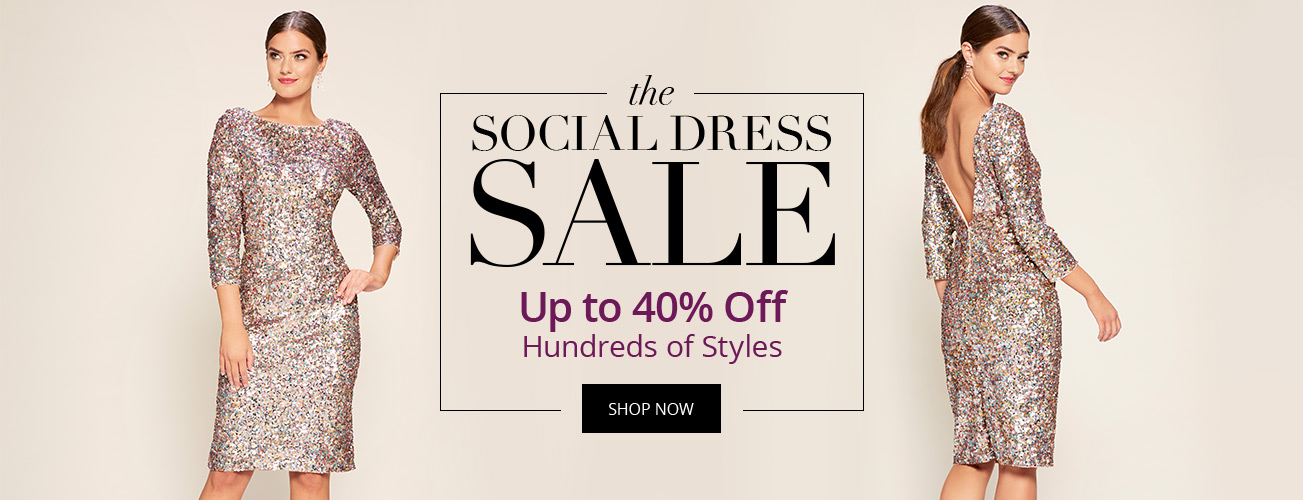 the
SOCIAL DRESS
SALE
Up to 40% Off
Hundreds of Styles
SHOP NOW